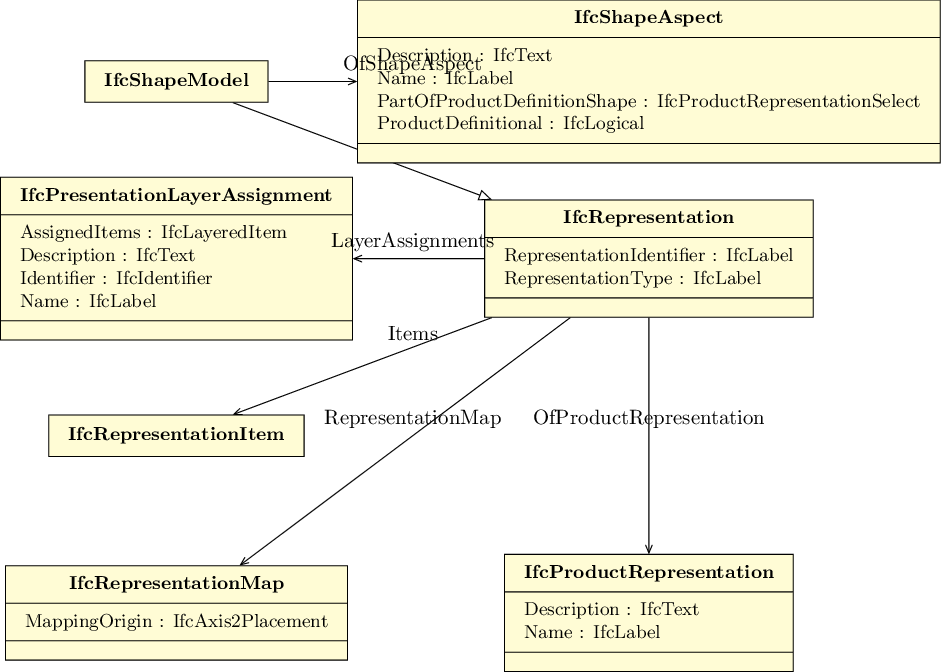 IfcShapeAspect
Description : IfcText
Name : IfcLabel
PartOfProductDefinitionShape : IfcProductRepresentationSelect
ProductDefinitional : IfcLogical
OfShapeAspect
IfcShapeModel
IfcPresentationLayerAssignment
AssignedItems : IfcLayeredItem
Description : IfcText
Identifier : IfcIdentifier
Name : IfcLabel
LayerAssignments
IfcRepresentation
RepresentationIdentifier : IfcLabel
RepresentationType : IfcLabel
Items
RepresentationMap
OfProductRepresentation
IfcRepresentationItem
IfcRepresentationMap
MappingOrigin : IfcAxis2Placement
IfcProductRepresentation
Description : IfcText
Name : IfcLabel